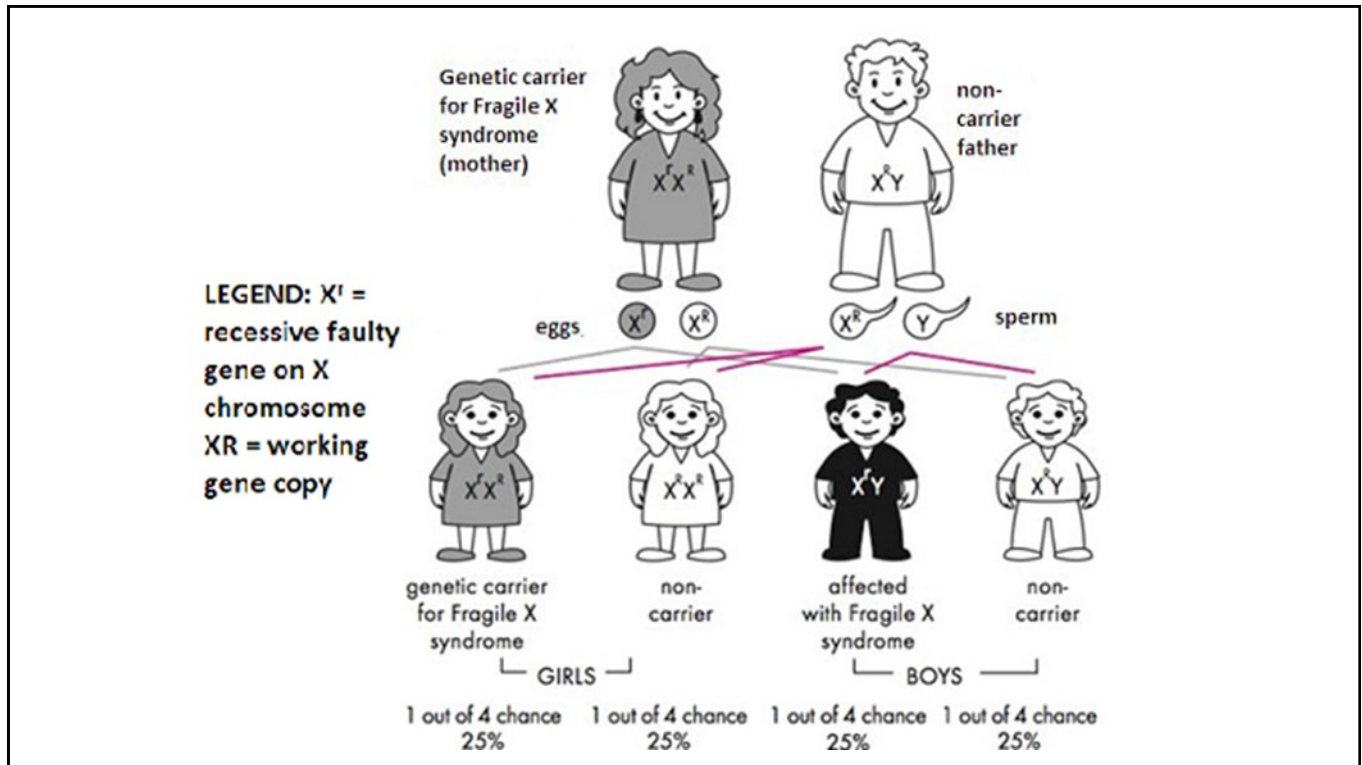 Genetic carrier
for Fragile X
syndrome
(mother)
non-
carrier
father
XʳXᴿ
XᴿY
LEGEND: Xʳ =
recessive faulty
gene on X
chromosome
XR = working
gene copy
eggs
Xʳ
Xᴿ
Xᴿ
Y
sperm
XʳXᴿ
XᴿXᴿ
XʳY
XᴿY
genetic carrier
for Fragile X
syndrome
non-
carrier
affected
with Fragile X
syndrome
non-
carrier
GIRLS
BOYS
1 out of 4 chance
25%
1 out of 4 chance
25%
1 out of 4 chance
25%
1 out of 4 chance
25%